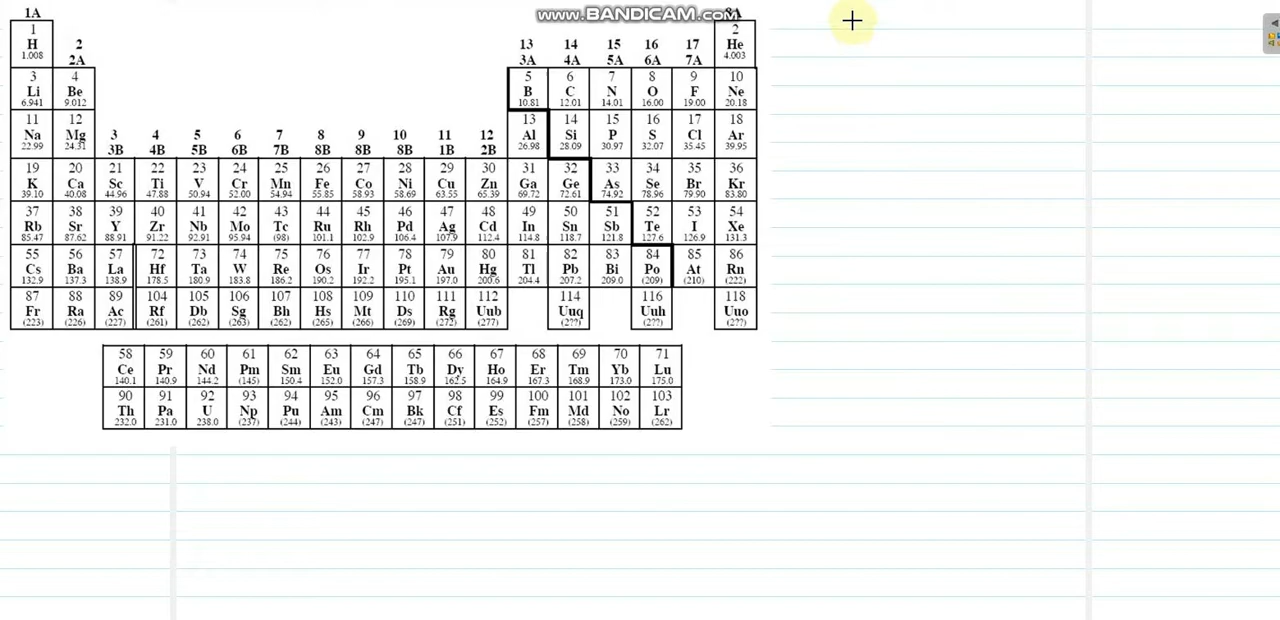 1A
www.BANDICAM.com
8A
1 2
H 2 13 14 15 16 17 He
1.008 2A 3A 4A 5A 6A 7A 4.003
3 4 5 6 7 8 9 10
Li Be B C N O F Ne
6.941 9.012 10.81 12.01 14.01 16.00 19.00 20.18
11 12 13 14 15 16 17 18
Na Mg 3 4 5 6 7 8 9 10 11 12 Al Si P S Cl Ar
22.99 24.31 3B 4B 5B 6B 7B 8B 8B 8B 1B 2B 26.98 28.09 30.97 32.07 35.45 39.95
19 20 21 22 23 24 25 26 27 28 29 30 31 32 33 34 35 36
K Ca Sc Ti V Cr Mn Fe Co Ni Cu Zn Ga Ge As Se Br Kr
39.10 40.08 44.96 47.88 50.94 52.00 54.94 55.85 58.93 58.69 63.55 65.39 69.72 72.61 74.92 78.96 79.90 83.80
37 38 39 40 41 42 43 44 45 46 47 48 49 50 51 52 53 54
Rb Sr Y Zr Nb Mo Tc Ru Rh Pd Ag Cd In Sn Sb Te I Xe
85.47 87.62 88.91 91.22 92.91 95.94 (98) 101.1 102.9 106.4 107.9 112.4 114.8 118.7 121.8 127.6 126.9 131.3
55 56 57 72 73 74 75 76 77 78 79 80 81 82 83 84 85 86
Cs Ba La Hf Ta W Re Os Ir Pt Au Hg Tl Pb Bi Po At Rn
132.9 137.3 138.9 178.5 180.9 183.8 186.2 190.2 192.2 195.1 197.0 200.6 204.4 207.2 209.0 (209) (210) (222)
87 88 89 104 105 106 107 108 109 110 111 112 114 116 118
Fr Ra Ac Rf Db Sg Bh Hs Mt Ds Rg Uub Uuq Uuh Uuo
(223) (226) (227) (261) (262) (263) (262) (265) (266) (269) (272) (277) (2??) (2??) (2??)
58 59 60 61 62 63 64 65 66 67 68 69 70 71
Ce Pr Nd Pm Sm Eu Gd Tb Dy Ho Er Tm Yb Lu
140.1 140.9 144.2 (145) 150.4 152.0 157.3 158.9 162.5 164.9 167.3 168.9 173.0 175.0
90 91 92 93 94 95 96 97 98 99 100 101 102 103
Th Pa U Np Pu Am Cm Bk Cf Es Fm Md No Lr
232.0 231.0 238.0 (237) (244) (243) (247) (247) (251) (252) (257) (258) (259) (262)